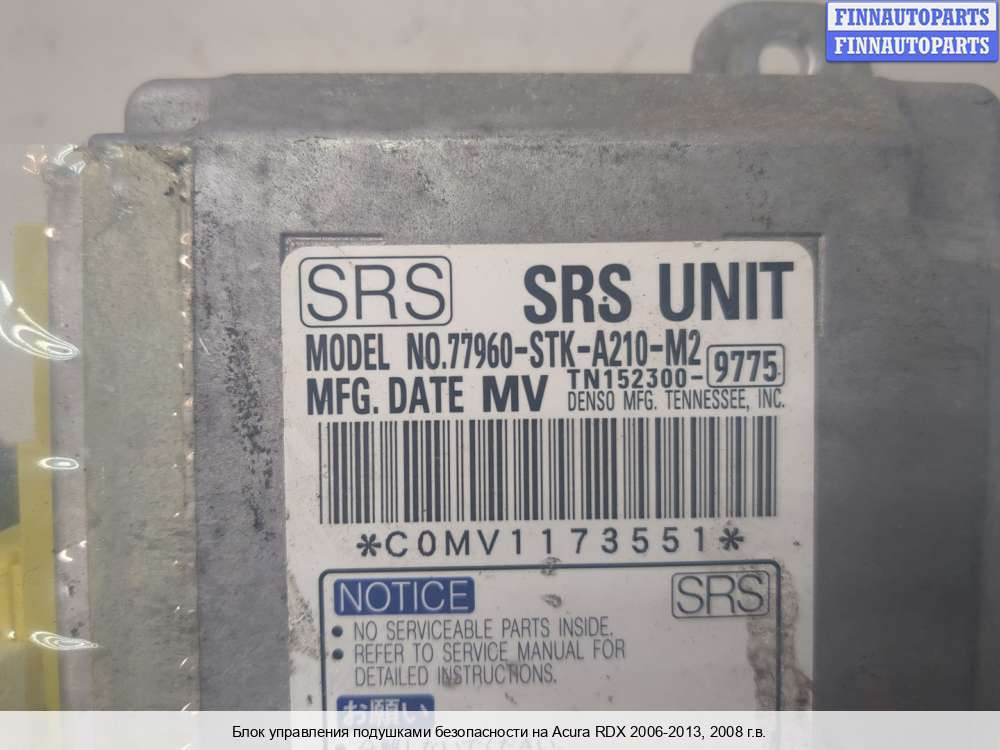 FINNAUTOPARTS
FINNAUTOPARTS
SRS SRS UNIT
MODEL NO.77960-STK-A210-M2
MFG. DATE MV TN152300-9775
DENSO MFG. TENNESSEE, INC.
*C0MV1173551*
NOTICE SRS
• NO SERVICEABLE PARTS INSIDE.
• REFER TO SERVICE MANUAL FOR
DETAILED INSTRUCTIONS.
お願い
Блок управления подушками безопасности на Acura RDX 2006-2013, 2008 г.в.